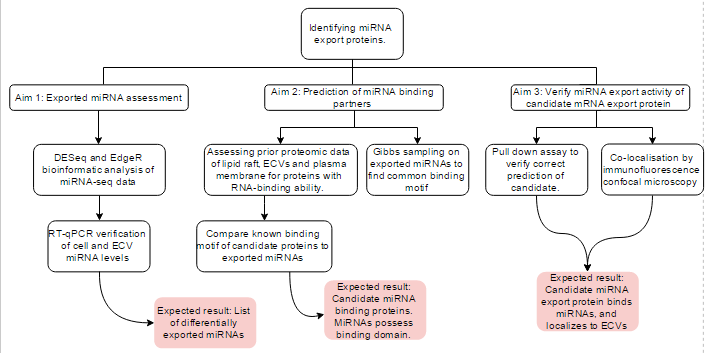 Identifying miRNA
export proteins.
Aim 1: Exported miRNA assessment
Aim 2: Prediction of miRNA binding
partners
Aim 3: Verify miRNA export activity of
candidate mRNA export protein
DESeq and EdgeR
bioinformatic analysis of
miRNA-seq data
Assessing prior proteomic data
of lipid raft, ECVs and plasma
membrane for proteins with
RNA-binding ability.
Gibbs sampling on
exported miRNAs to
find common binding
motif
Pull down assay to
verify correct
prediction of
candidate.
Co-localisation by
immunofluorescence
confocal microscopy
RT-qPCR verification
of cell and ECV
miRNA levels
Compare known binding
motif of candidate proteins to
exported miRNAs
Expected result: List
of differentially
exported miRNAs
Expected result:
Candidate miRNA
binding proteins.
MiRNAs possess
binding domain.
Expected result:
Candidate miRNA
export protein binds
miRNAs, and
localizes to ECVs